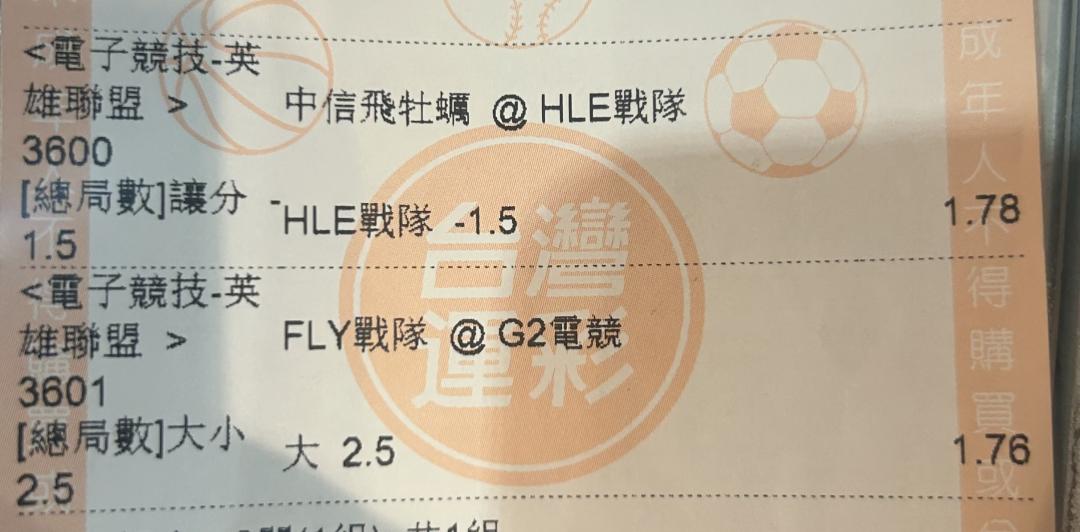 <電子競技-英
雄聯盟 > 中信飛牡蠣 @ HLE戰隊
3600
[總局數]讓分 -
1.5 HLE戰隊 -1.5 1.78
<電子競技-英
雄聯盟 > FLY戰隊 @ G2電競
3601
[總局數]大小
2.5 大 2.5 1.76
台灣
運彩
成年人不得購買或